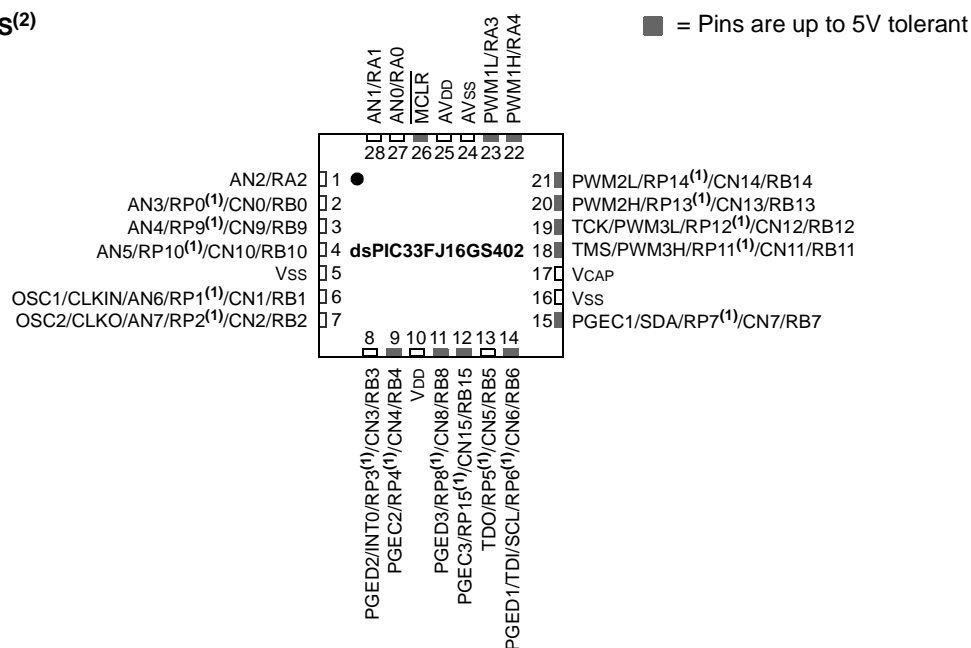 S(2)
= Pins are up to 5V tolerant
AN1/RA1
AN0/RA0
MCLR
AVDD
AVSS
PWM1L/RA3
PWM1H/RA4
28 27 26 25 24 23 22
AN2/RA2 1
AN3/RP0(1)/CN0/RB0 2
AN4/RP9(1)/CN9/RB9 3
AN5/RP10(1)/CN10/RB10 4
VSS 5
OSC1/CLKIN/AN6/RP1(1)/CN1/RB1 6
OSC2/CLKO/AN7/RP2(1)/CN2/RB2 7
dsPIC33FJ16GS402
21 PWM2L/RP14(1)/CN14/RB14
20 PWM2H/RP13(1)/CN13/RB13
19 TCK/PWM3L/RP12(1)/CN12/RB12
18 TMS/PWM3H/RP11(1)/CN11/RB11
17 VCAP
16 VSS
15 PGEC1/SDA/RP7(1)/CN7/RB7
8 9 10 11 12 13 14
PGED2/INT0/RP3(1)/CN3/RB3
PGEC2/RP4(1)/CN4/RB4
VDD
PGED3/RP8(1)/CN8/RB8
PGEC3/RP15(1)/CN15/RB15
TDO/RP5(1)/CN5/RB5
PGED1/TDI/SCL/RP6(1)/CN6/RB6